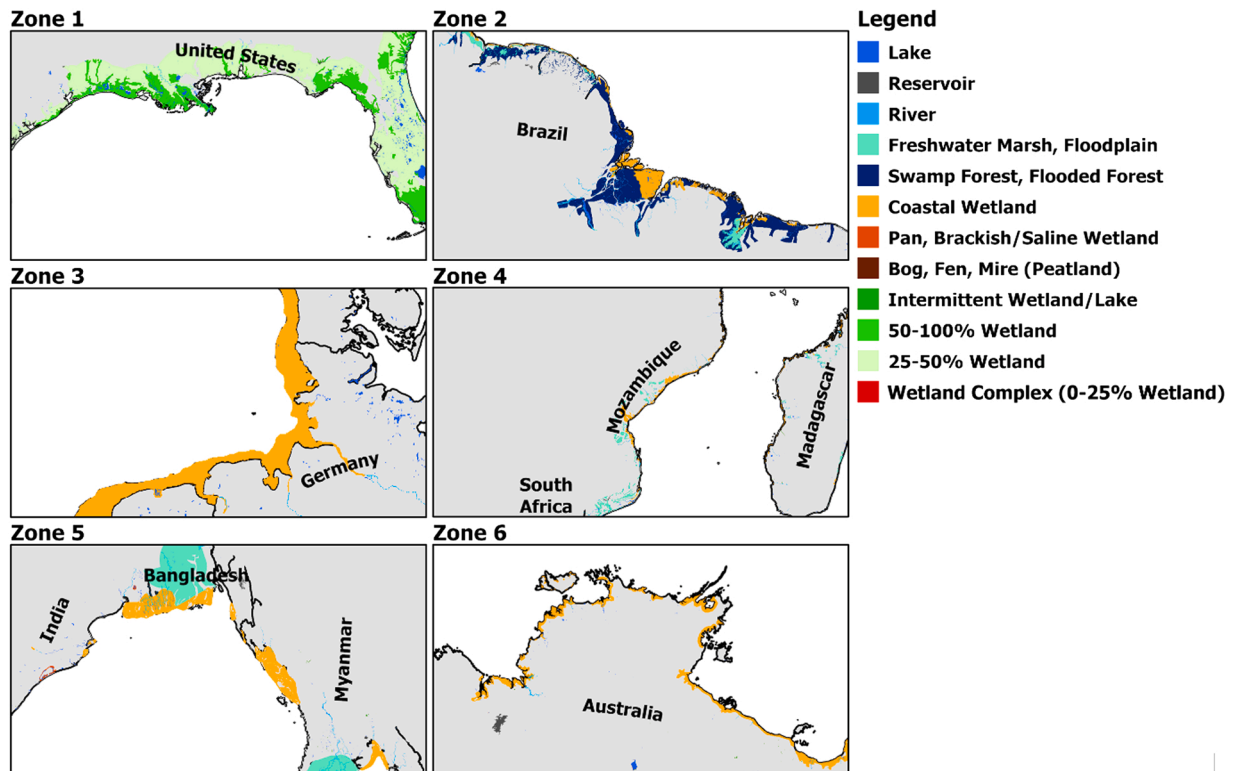 Zone 1
United States
Zone 2
Brazil
Zone 3
Germany
Zone 4
Mozambique
Madagascar
South
Africa
Zone 5
Bangladesh
India
Myanmar
Zone 6
Australia
Legend
Lake
Reservoir
River
Freshwater Marsh, Floodplain
Swamp Forest, Flooded Forest
Coastal Wetland
Pan, Brackish/Saline Wetland
Bog, Fen, Mire (Peatland)
Intermittent Wetland/Lake
50-100% Wetland
25-50% Wetland
Wetland Complex (0-25% Wetland)